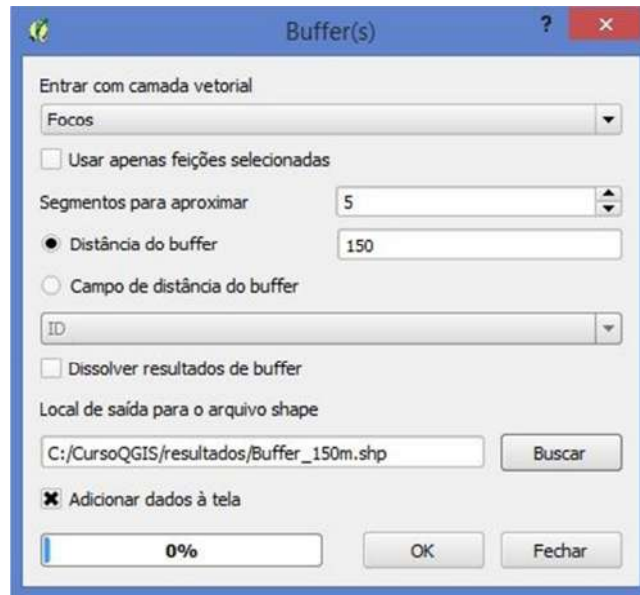 Buffer(s)
?
Entrar com camada vetorial
Focos
Usar apenas feições selecionadas
Segmentos para aproximar 5
Distância do buffer 150
Campo de distância do buffer
ID
Dissolver resultados de buffer
Local de saída para o arquivo shape
C:/CursoQGIS/resultados/Buffer_150m.shp Buscar
Adicionar dados à tela
0% OK Fechar